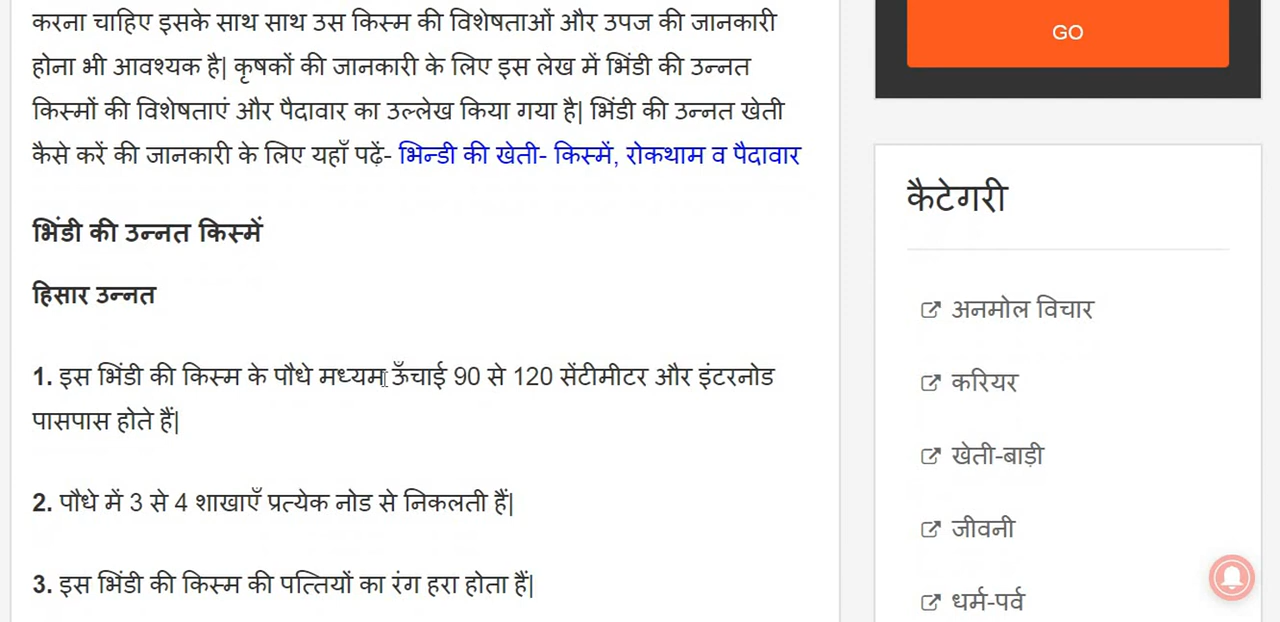 करना चाहिए इसके साथ साथ उस किस्म की विशेषताओं और उपज की जानकारी
होना भी आवश्यक है| कृषकों की जानकारी के लिए इस लेख में भिंडी की उन्नत
किस्मों की विशेषताएं और पैदावार का उल्लेख किया गया है| भिंडी की उन्नत खेती
कैसे करें की जानकारी के लिए यहाँ पढ़ें- भिन्डी की खेती- किस्में, रोकथाम व पैदावार
भिंडी की उन्नत किस्में
हिसार उन्नत
1. इस भिंडी की किस्म के पौधे मध्यम ऊँचाई 90 से 120 सेंटीमीटर और इंटरनोड
पासपास होते हैं|
2. पौधे में 3 से 4 शाखाएँ प्रत्येक नोड से निकलती हैं|
3. इस भिंडी की किस्म की पत्तियों का रंग हरा होता हैं|
GO
कैटेगरी
अनमोल विचार
करियर
खेती-बाड़ी
जीवनी
धर्म-पर्व